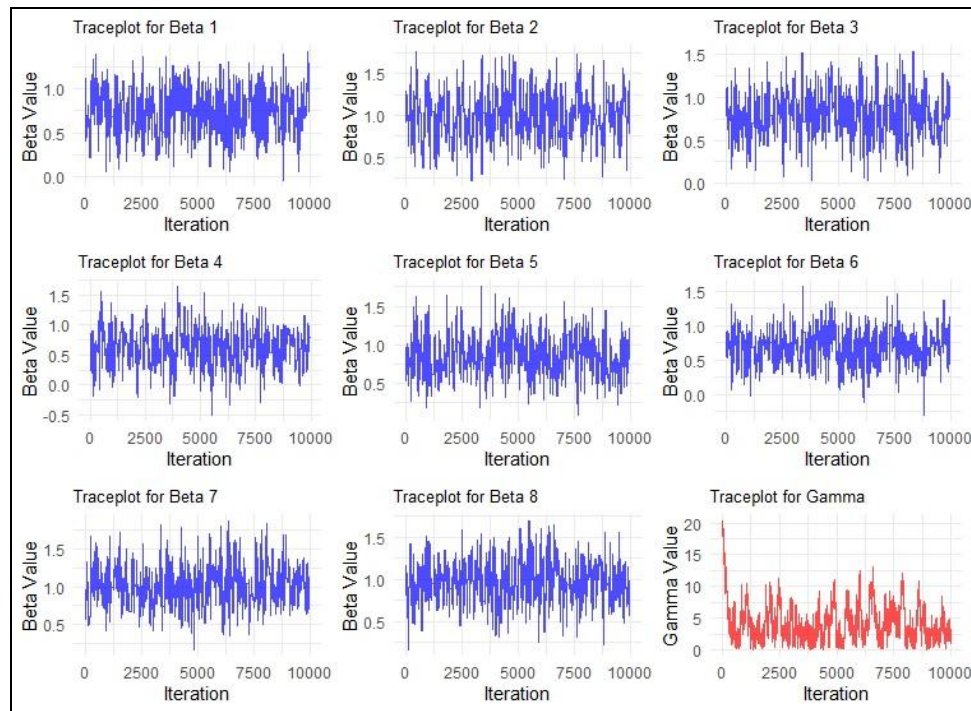 Traceplot for Beta 1
Beta Value
1.0
0.5
0.0
0 2500 5000 7500 10000
Iteration
Traceplot for Beta 2
Beta Value
1.5
1.0
0.5
0 2500 5000 7500 10000
Iteration
Traceplot for Beta 3
Beta Value
1.5
1.0
0.5
0.0
0 2500 5000 7500 10000
Iteration
Traceplot for Beta 4
Beta Value
1.5
1.0
0.5
0.0
-0.5
0 2500 5000 7500 10000
Iteration
Traceplot for Beta 5
Beta Value
1.5
1.0
0.5
0 2500 5000 7500 10000
Iteration
Traceplot for Beta 6
Beta Value
1.5
1.0
0.5
0.0
0 2500 5000 7500 10000
Iteration
Traceplot for Beta 7
Beta Value
1.5
1.0
0.5
0 2500 5000 7500 10000
Iteration
Traceplot for Beta 8
Beta Value
1.5
1.0
0.5
0 2500 5000 7500 10000
Iteration
Traceplot for Gamma
Gamma Value
20
15
10
5
0
0 2500 5000 7500 10000
Iteration